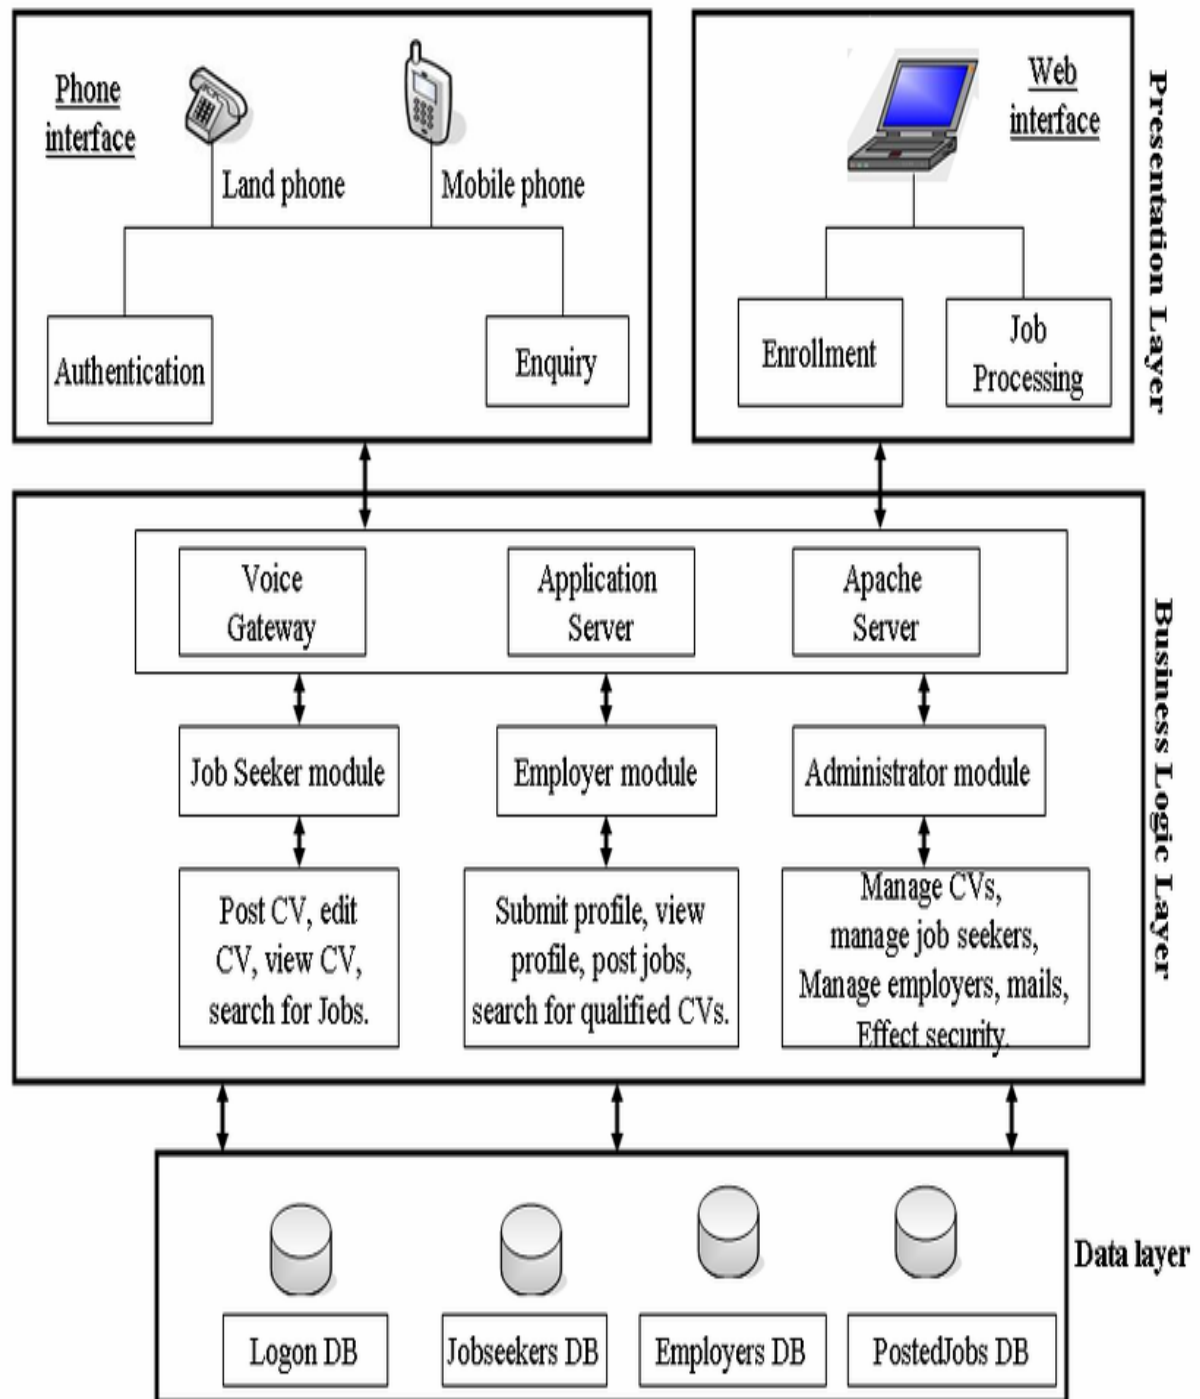 Phone
interface
Land phone
Mobile phone
Authentication
Enquiry
Web
interface
Enrollment
Job
Processing
Presentation Layer
Voice
Gateway
Application
Server
Apache
Server
Job Seeker module
Employer module
Administrator module
Post CV, edit
CV, view CV,
search for Jobs.
Submit profile, view
profile, post jobs,
search for qualified CVs.
Manage CVs,
manage job seekers,
Manage employers, mails,
Effect security.
Business Logic Layer
Data layer
Logon DB
Jobseekers DB
Employers DB
PostedJobs DB